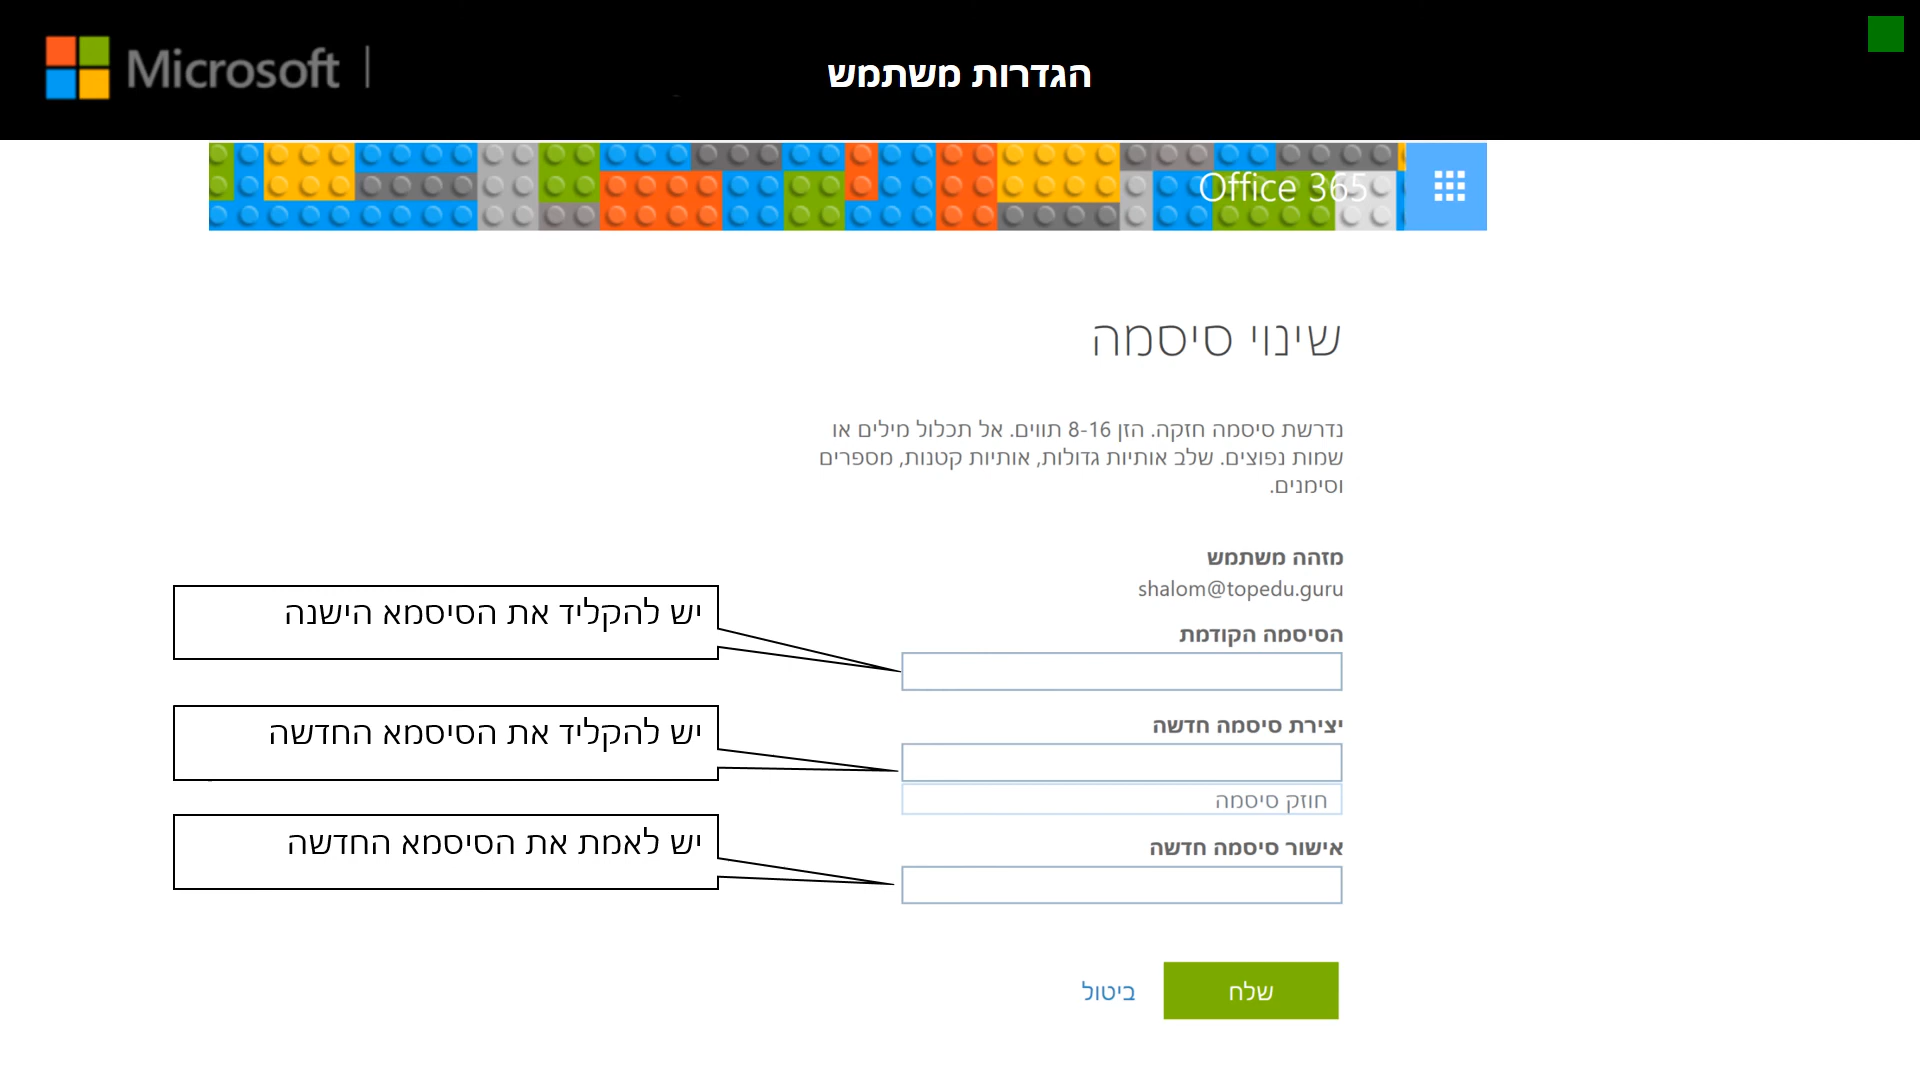 Microsoft
הגדרות משתמש
Office 365
שינוי סיסמה
נדרשת סיסמה חזקה. הזן 8-16 תווים. אל תכלול מילים או
שמות נפוצים. שלב אותיות גדולות, אותיות קטנות, מספרים
וסימנים.
מזהה משתמש
shalom@topedu.guru
הסיסמה הקודמת
יש להקליד את הסיסמא הישנה
יצירת סיסמה חדשה
יש להקליד את הסיסמא החדשה
חוזק סיסמה
אישור סיסמה חדשה
יש לאמת את הסיסמא החדשה
שלח
ביטול